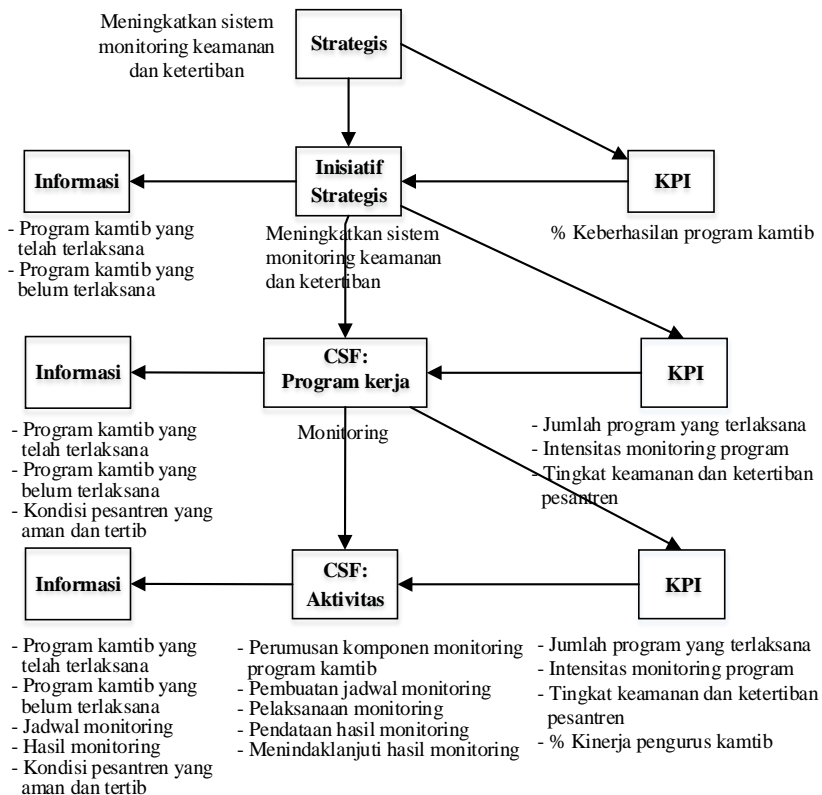 Meningkatkan sistem
monitoring keamanan
dan ketertiban
Strategis
Informasi
Inisiatif
Strategis
KPI
- Program kamtib yang
telah terlaksana
- Program kamtib yang
belum terlaksana
Meningkatkan sistem
monitoring keamanan
dan ketertiban
% Keberhasilan program kamtib
Informasi
CSF:
Program kerja
KPI
- Program kamtib yang
telah terlaksana
- Program kamtib yang
belum terlaksana
- Kondisi pesantren yang
aman dan tertib
Monitoring
- Jumlah program yang terlaksana
- Intensitas monitoring program
- Tingkat keamanan dan ketertiban
pesantren
Informasi
CSF:
Aktivitas
KPI
- Program kamtib yang
telah terlaksana
- Program kamtib yang
belum terlaksana
- Jadwal monitoring
- Hasil monitoring
- Kondisi pesantren yang
aman dan tertib
- Perumusan komponen monitoring
program kamtib
- Pembuatan jadwal monitoring
- Pelaksanaan monitoring
- Pendataan hasil monitoring
- Menindaklanjuti hasil monitoring
- Jumlah program yang terlaksana
- Intensitas monitoring program
- Tingkat keamanan dan ketertiban
pesantren
- % Kinerja pengurus kamtib